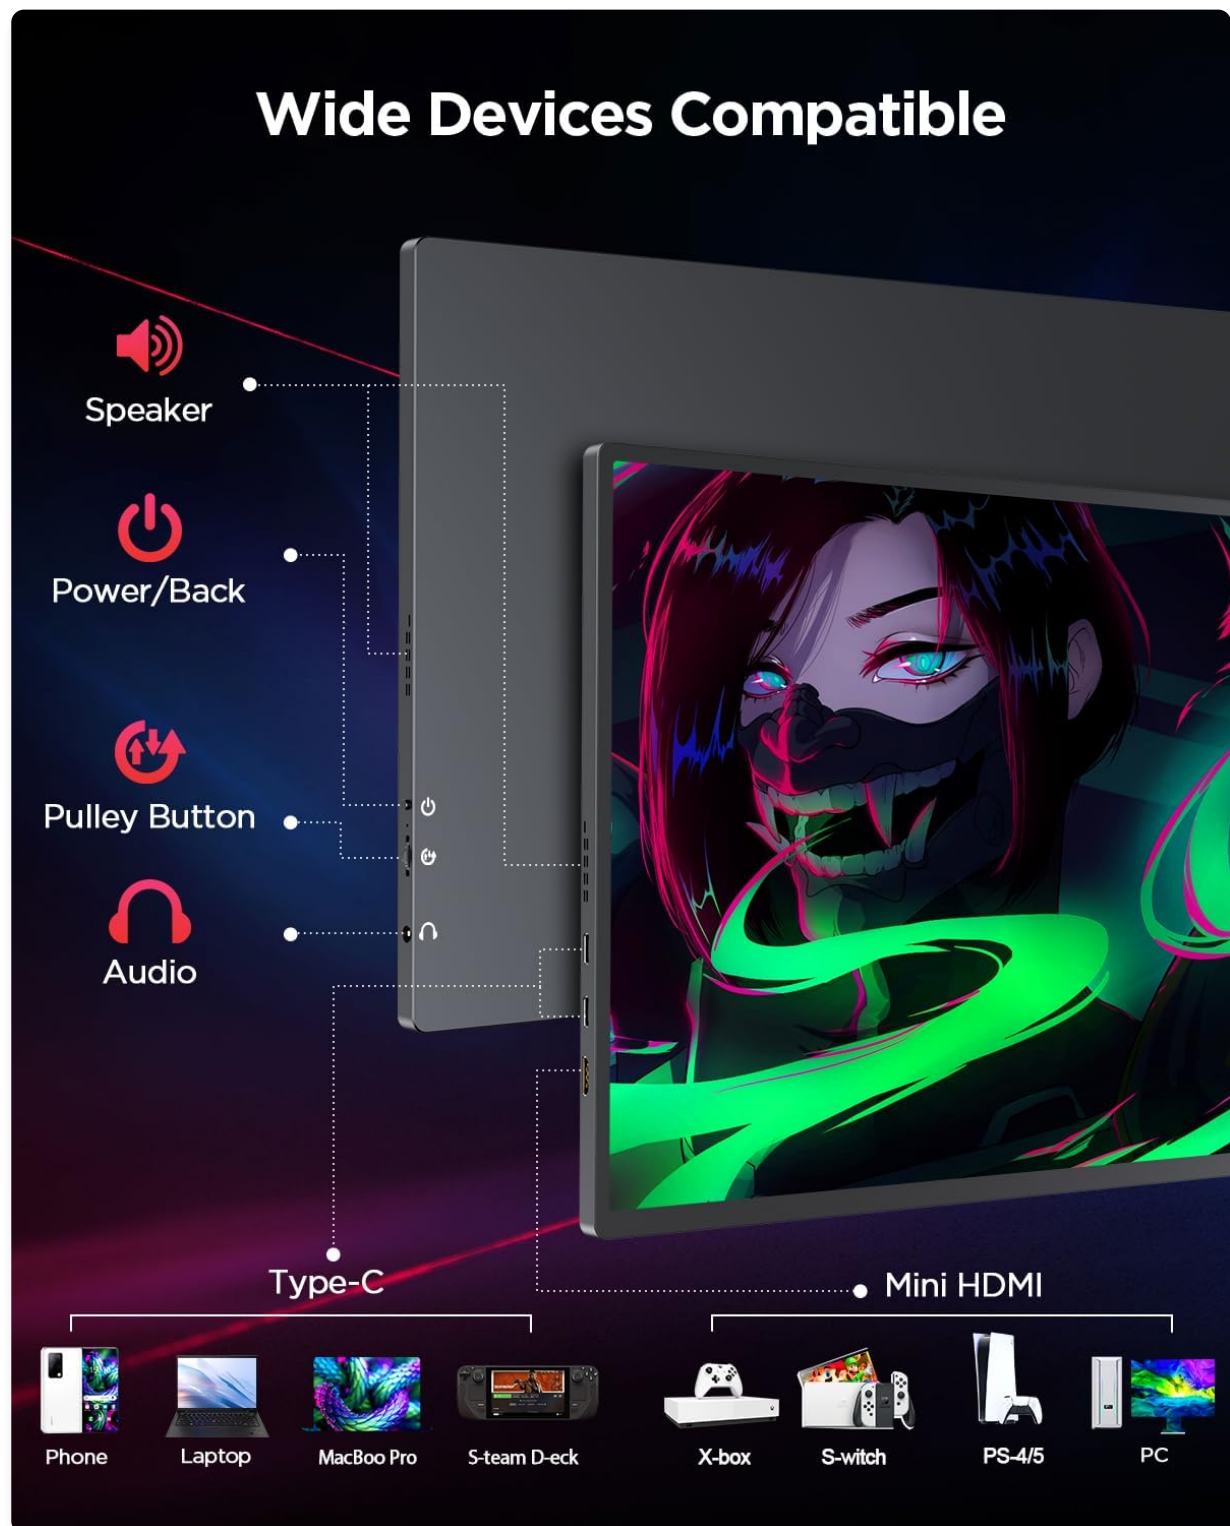 Wide Devices Compatible
Speaker
Power/Back
Pulley Button
Audio
Type-C
Mini HDMI
Phone
Laptop
MacBoo Pro
S-team D-eck
X-box
S-witch
PS-4/5
PC